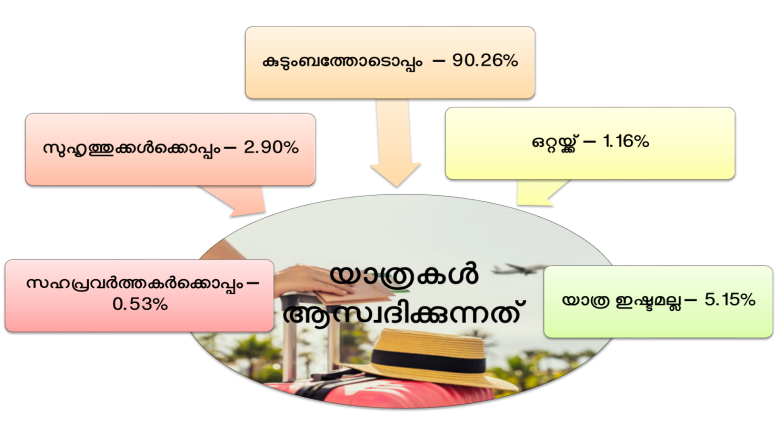 കുടുംബത്തോടൊപ്പം – 90.26%
സുഹൃത്തുക്കൾക്കൊപ്പം – 2.90%
ഒറ്റയ്ക്ക് – 1.16%
സഹപ്രവർത്തകർക്കൊപ്പം –
0.53%
യാത്രകൾ
ആസ്വദിക്കുന്നത്
യാത്ര ഇഷ്ടമല്ല – 5.15%